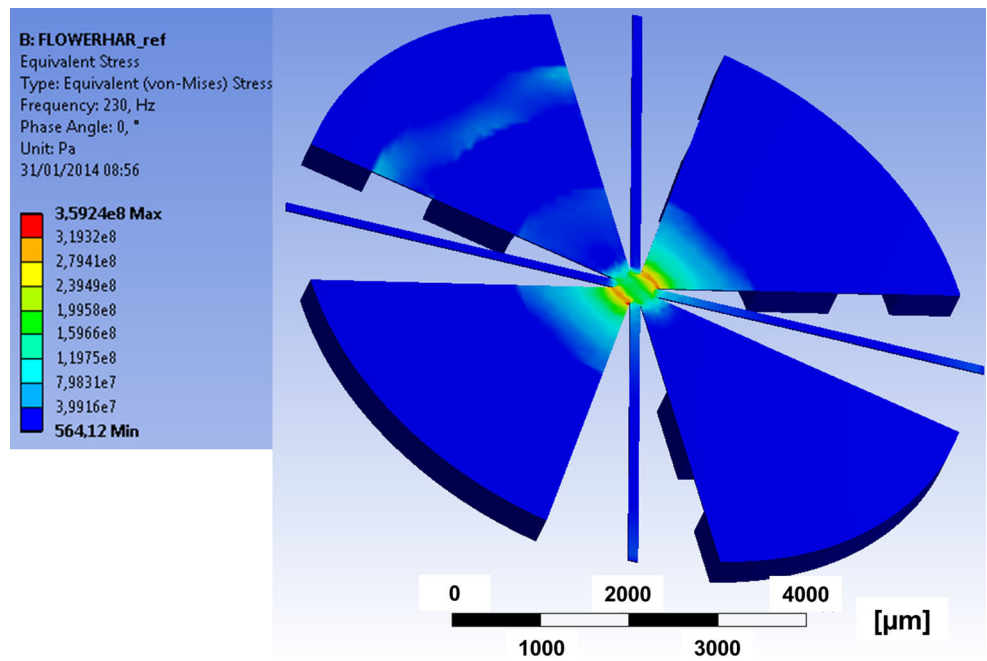 B: FLOWERHAR_ref
Equivalent Stress
Type: Equivalent (von-Mises) Stress
Frequency: 230, Hz
Phase Angle: 0, °
Unit: Pa
31/01/2014 08:56
3,5924e8 Max
3,1932e8
2,7941e8
2,3949e8
1,9958e8
1,5966e8
1,1975e8
7,9831e7
3,9916e7
564,12 Min
0 2000 4000
1000 3000
[µm]